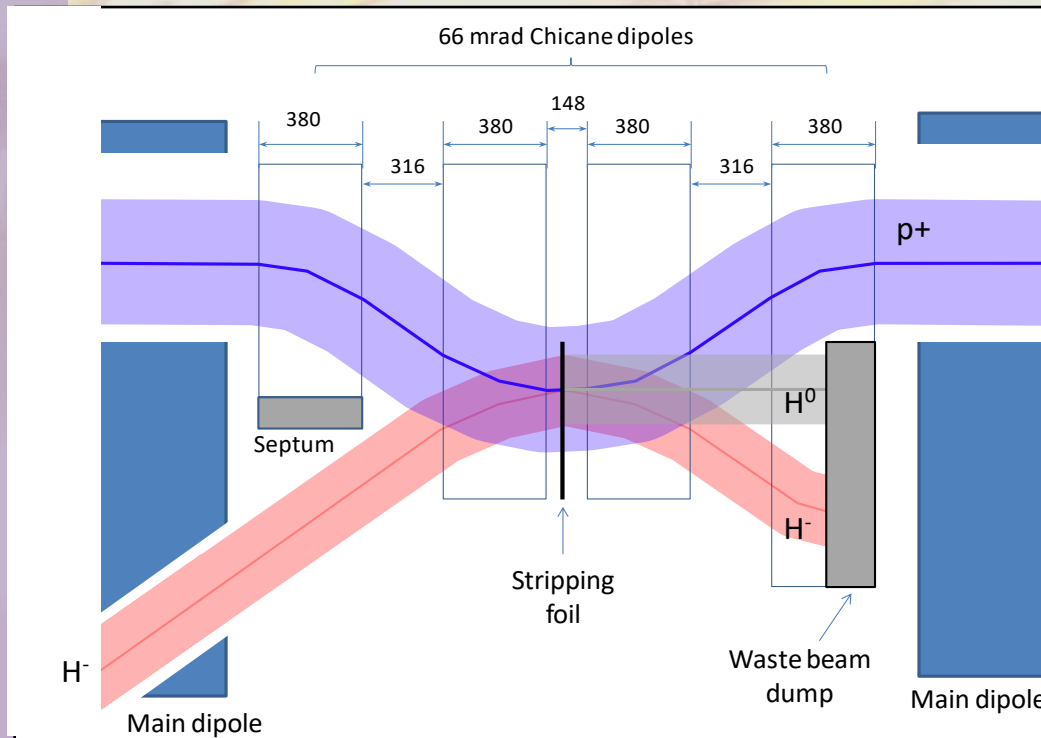 66 mrad Chicane dipoles
148
380
380
380
380
316
316
p+
H⁰
Septum
H⁻
Stripping
foil
H⁻
Waste beam
dump
Main dipole
Main dipole